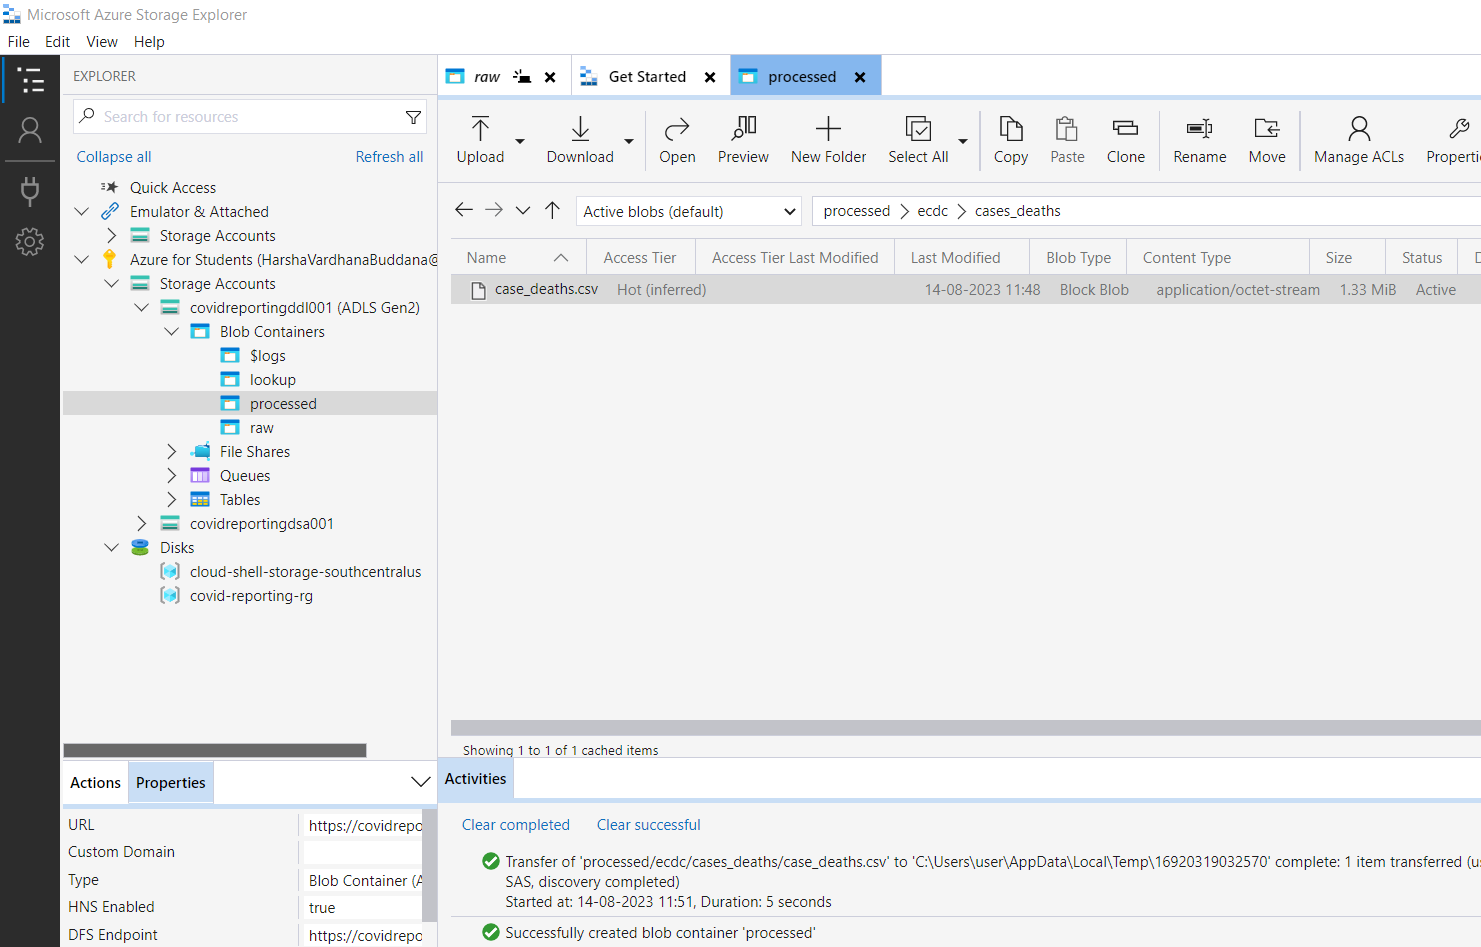 Microsoft Azure Storage Explorer
File Edit View Help
EXPLORER
Search for resources
Collapse all Refresh all
Quick Access
Emulator & Attached
Storage Accounts
Azure for Students (HarshaVardhanaBuddana@
Storage Accounts
covidreportingddl001 (ADLS Gen2)
Blob Containers
$logs
lookup
processed
raw
File Shares
Queues
Tables
covidreportingdsa001
Disks
cloud-shell-storage-southcentralus
covid-reporting-rg
Actions Properties
URL https://covidrepo
Custom Domain
Type Blob Container (A
HNS Enabled true
DFS Endpoint https://covidrepo
raw Get Started processed
Upload Download Open Preview New Folder Select All Copy Paste Clone Rename Move Manage ACLs Properti
Active blobs (default) processed ecdc cases_deaths
Name Access Tier Access Tier Last Modified Last Modified Blob Type Content Type Size Status D
case_deaths.csv Hot (inferred) 14-08-2023 11:48 Block Blob application/octet-stream 1.33 MiB Active
Showing 1 to 1 of 1 cached items
Activities
Clear completed Clear successful
Transfer of 'processed/ecdc/cases_deaths/case_deaths.csv' to 'C:\Users\user\AppData\Local\Temp\16920319032570' complete: 1 item transferred (us
SAS, discovery completed)
Started at: 14-08-2023 11:51, Duration: 5 seconds
Successfully created blob container 'processed'